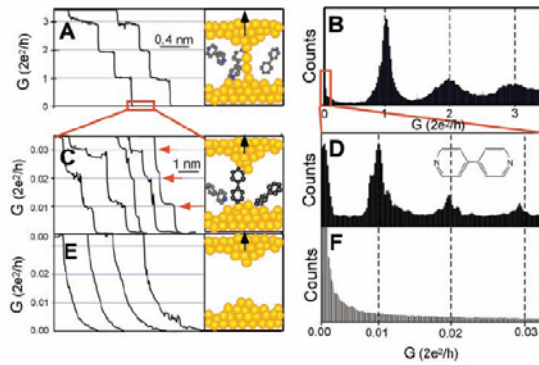 A
G (2e²/h)
3
2
1
0
0.4 nm
B
Counts
0 1 2 3
G (2e²/h)
C
G (2e²/h)
0.03
0.02
0.01
1 nm
D
Counts
N
N
E
G (2e²/h)
0.00
0.02
0.01
0.00
F
Counts
0.00 0.01 0.02 0.03
G (2e²/h)